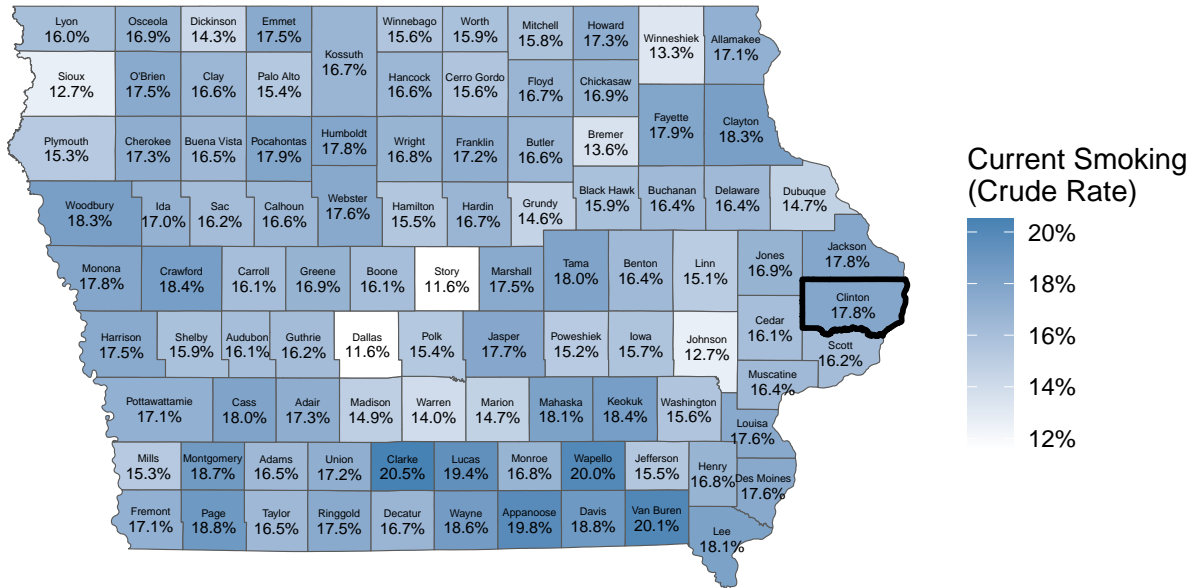 Lyon
16.0%
Osceola
16.9%
Dickinson
14.3%
Emmet
17.5%
Kossuth
16.7%
Winnebago
15.6%
Worth
15.9%
Mitchell
15.8%
Howard
17.3%
Winneshiek
13.3%
Allamakee
17.1%
Sioux
12.7%
O'Brien
17.5%
Clay
16.6%
Palo Alto
15.4%
Hancock
16.6%
Cerro Gordo
15.6%
Floyd
16.7%
Chickasaw
16.9%
Fayette
17.9%
Clayton
18.3%
Plymouth
15.3%
Cherokee
17.3%
Buena Vista
16.5%
Pocahontas
17.9%
Humboldt
17.8%
Wright
16.8%
Franklin
17.2%
Butler
16.6%
Bremer
13.6%
Woodbury
18.3%
Ida
17.0%
Sac
16.2%
Calhoun
16.6%
Webster
17.6%
Hamilton
15.5%
Hardin
16.7%
Grundy
14.6%
Black Hawk
15.9%
Buchanan
16.4%
Delaware
16.4%
Dubuque
14.7%
Monona
17.8%
Crawford
18.4%
Carroll
16.1%
Greene
16.9%
Boone
16.1%
Story
11.6%
Marshall
17.5%
Tama
18.0%
Benton
16.4%
Linn
15.1%
Jones
16.9%
Jackson
17.8%
Clinton
17.8%
Harrison
17.5%
Shelby
15.9%
Audubon
16.1%
Guthrie
16.2%
Dallas
11.6%
Polk
15.4%
Jasper
17.7%
Poweshiek
15.2%
Iowa
15.7%
Johnson
12.7%
Cedar
16.1%
Scott
16.2%
Muscatine
16.4%
Pottawattamie
17.1%
Cass
18.0%
Adair
17.3%
Madison
14.9%
Warren
14.0%
Marion
14.7%
Mahaska
18.1%
Keokuk
18.4%
Washington
15.6%
Louisa
17.6%
Mills
15.3%
Montgomery
18.7%
Adams
16.5%
Union
17.2%
Clarke
20.5%
Lucas
19.4%
Monroe
16.8%
Wapello
20.0%
Jefferson
15.5%
Henry
16.8%
Des Moines
17.6%
Fremont
17.1%
Page
18.8%
Taylor
16.5%
Ringgold
17.5%
Decatur
16.7%
Wayne
18.6%
Appanoose
19.8%
Davis
18.8%
Van Buren
20.1%
Lee
18.1%
Current Smoking
(Crude Rate)
20%
18%
16%
14%
12%